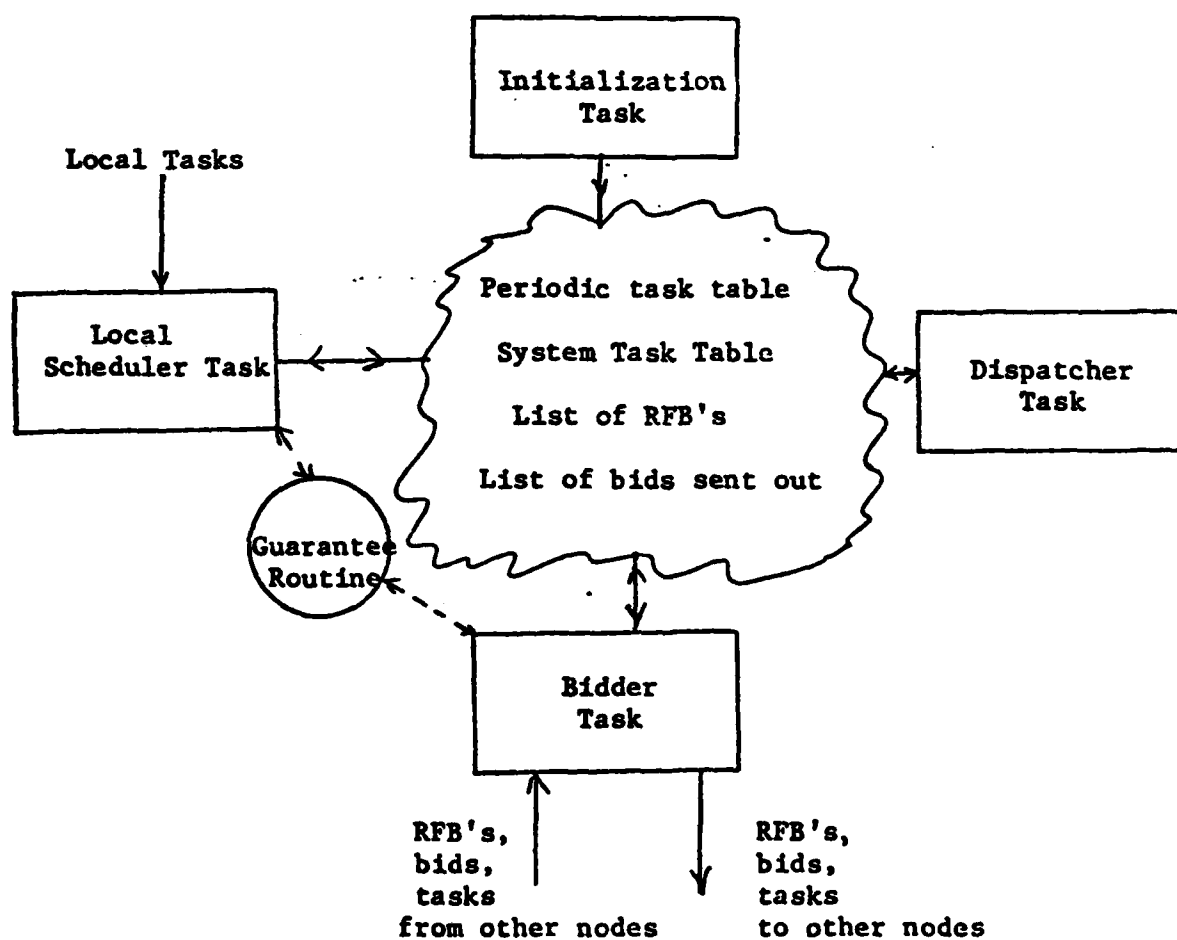 Initialization
Task
Local Tasks
Periodic task table
System Task Table
List of RFB's
List of bids sent out
Local
Scheduler Task
Dispatcher
Task
Guarantee
Routine
Bidder
Task
RFB's,
bids,
tasks
from other nodes
RFB's,
bids,
tasks
to other nodes